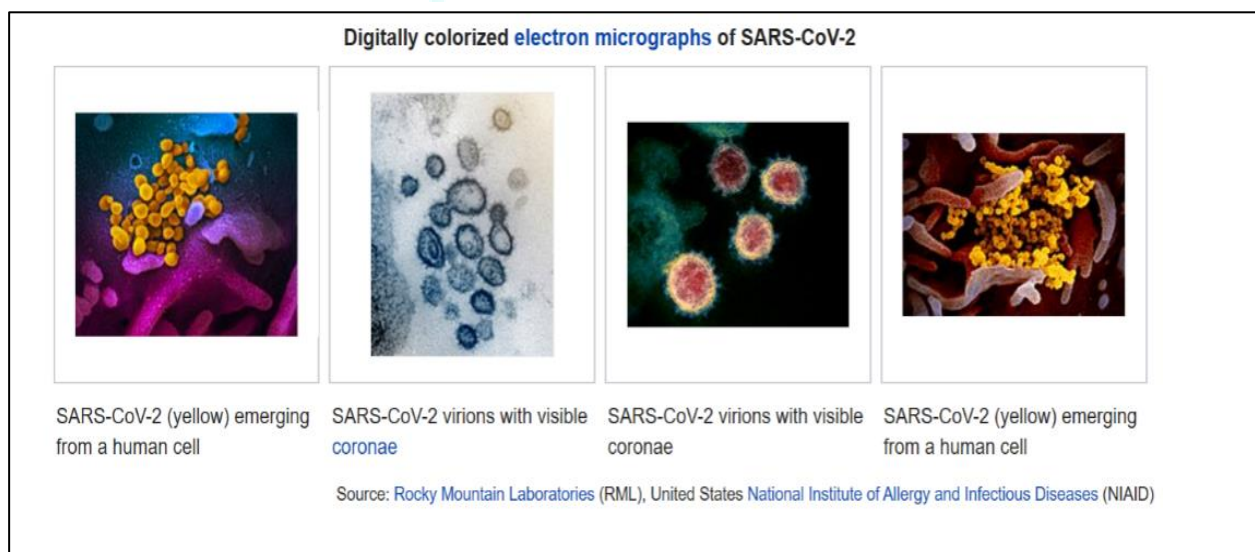 Digitally colorized electron micrographs of SARS-CoV-2
SARS-CoV-2 (yellow) emerging
from a human cell
SARS-CoV-2 virions with visible
coronae
SARS-CoV-2 virions with visible
coronae
SARS-CoV-2 (yellow) emerging
from a human cell
Source: Rocky Mountain Laboratories (RML), United States National Institute of Allergy and Infectious Diseases (NIAID)